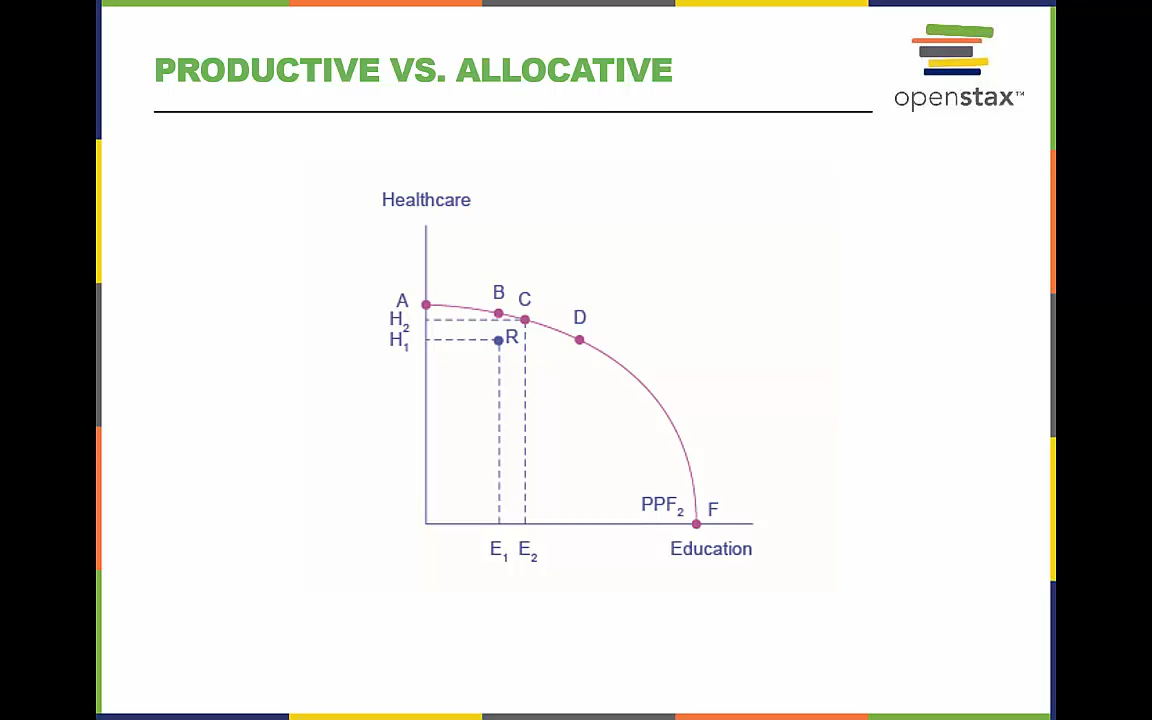 PRODUCTIVE VS. ALLOCATIVE
openstax™
Healthcare
A
B
C
D
H2
H1
R
PPF2
F
E1
E2
Education